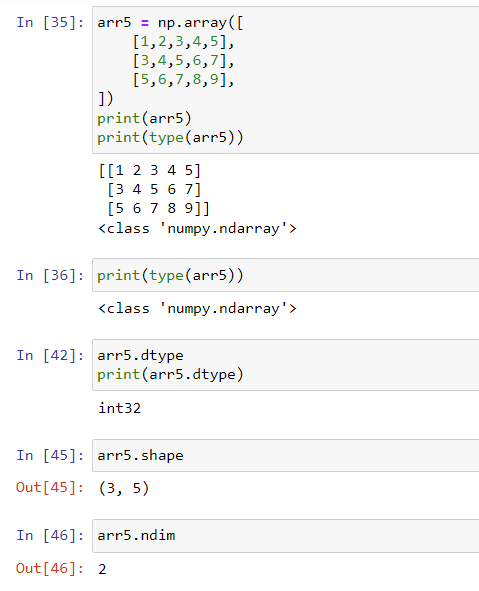 In [35]: arr5 = np.array([
[1,2,3,4,5],
[3,4,5,6,7],
[5,6,7,8,9],
])
print(arr5)
print(type(arr5))
[[1 2 3 4 5]
[3 4 5 6 7]
[5 6 7 8 9]]
<class 'numpy.ndarray'>
In [36]: print(type(arr5))
<class 'numpy.ndarray'>
In [42]: arr5.dtype
print(arr5.dtype)
int32
In [45]: arr5.shape
Out[45]: (3, 5)
In [46]: arr5.ndim
Out[46]: 2